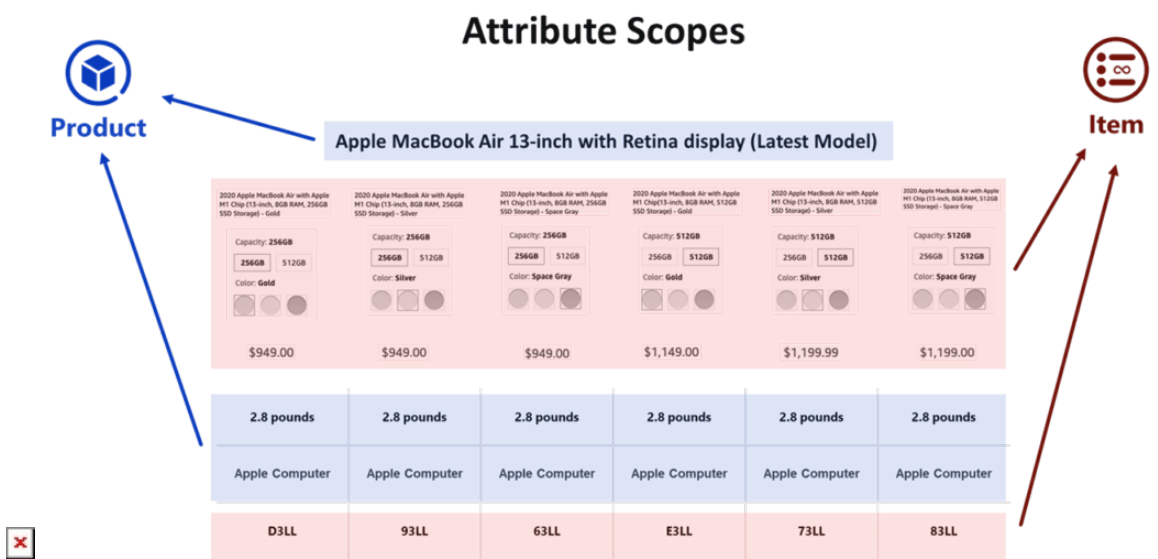 Attribute Scopes
Product
Item
Apple MacBook Air 13-inch with Retina display (Latest Model)
2020 Apple MacBook Air with Apple
M1 Chip (13-inch, 8GB RAM, 256GB
SSD Storage) - Gold
Capacity: 256GB
256GB 512GB
Color: Gold
$949.00
2020 Apple MacBook Air with Apple
M1 Chip (13-inch, 8GB RAM, 256GB
SSD Storage) - Silver
Capacity: 256GB
256GB 512GB
Color: Silver
$949.00
2020 Apple MacBook Air with Apple
M1 Chip (13-inch, 8GB RAM, 256GB
SSD Storage) - Space Gray
Capacity: 256GB
256GB 512GB
Color: Space Gray
$949.00
2020 Apple MacBook Air with Apple
M1 Chip(13-inch, 8GB RAM, 512GB
SSD Storage) - Gold
Capacity: 512GB
256GB 512GB
Color: Gold
$1,149.00
2020 Apple MacBook Air with Apple
M1 Chip (13-inch, 8GB RAM, 512GB
SSD Storage) - Silver
Capacity: 512GB
256GB 512GB
Color: Silver
$1,199.99
2020 Apple MacBook Air with Apple
M1 Chip (13-inch, 8GB RAM, 512GB
SSD Storage) - Space Gray
Capacity: 512GB
256GB 512GB
Color: Space Gray
$1,199.00
2.8 pounds 2.8 pounds 2.8 pounds 2.8 pounds 2.8 pounds 2.8 pounds
Apple Computer Apple Computer Apple Computer Apple Computer Apple Computer Apple Computer
D3LL 93LL 63LL E3LL 73LL 83LL